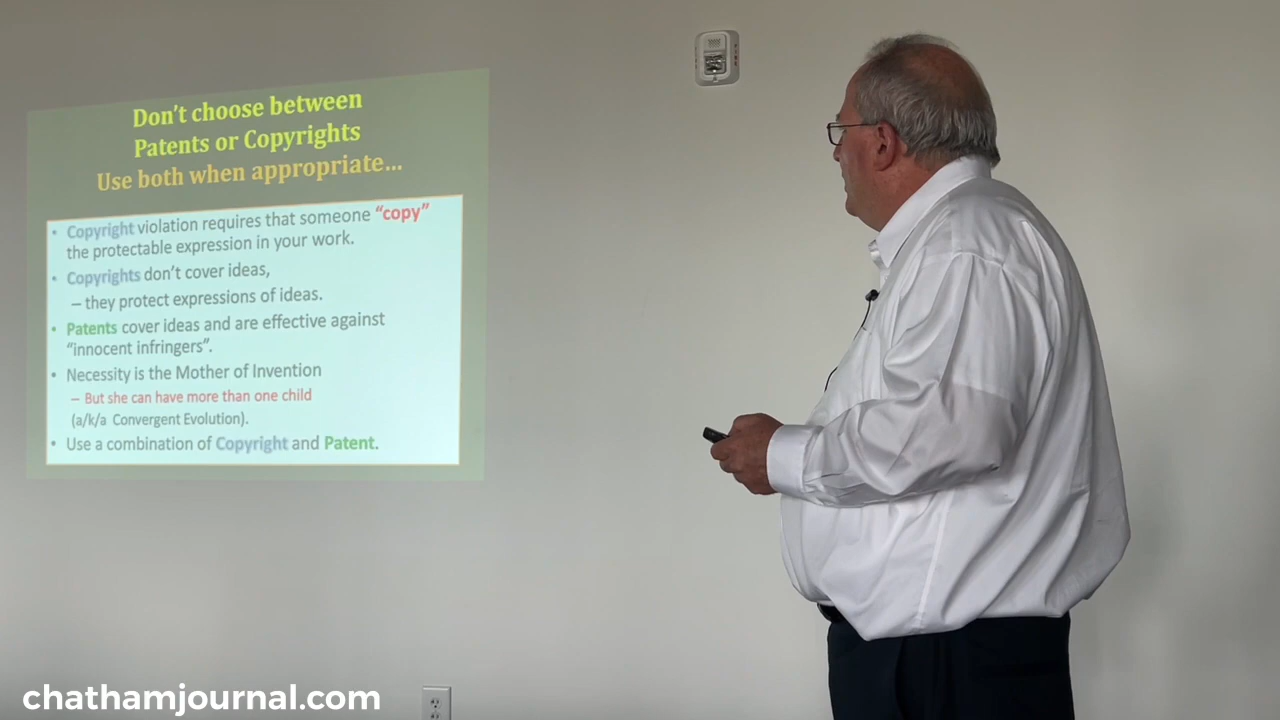 Don't choose between
Patents or Copyrights
Use both when appropriate...
• Copyright violation requires that someone "copy"
the protectable expression in your work.
• Copyrights don't cover ideas,
– they protect expressions of ideas.
• Patents cover ideas and are effective against
"innocent infringers".
• Necessity is the Mother of Invention
– But she can have more than one child
(a/k/a Convergent Evolution).
• Use a combination of Copyright and Patent.
chathamjournal.com